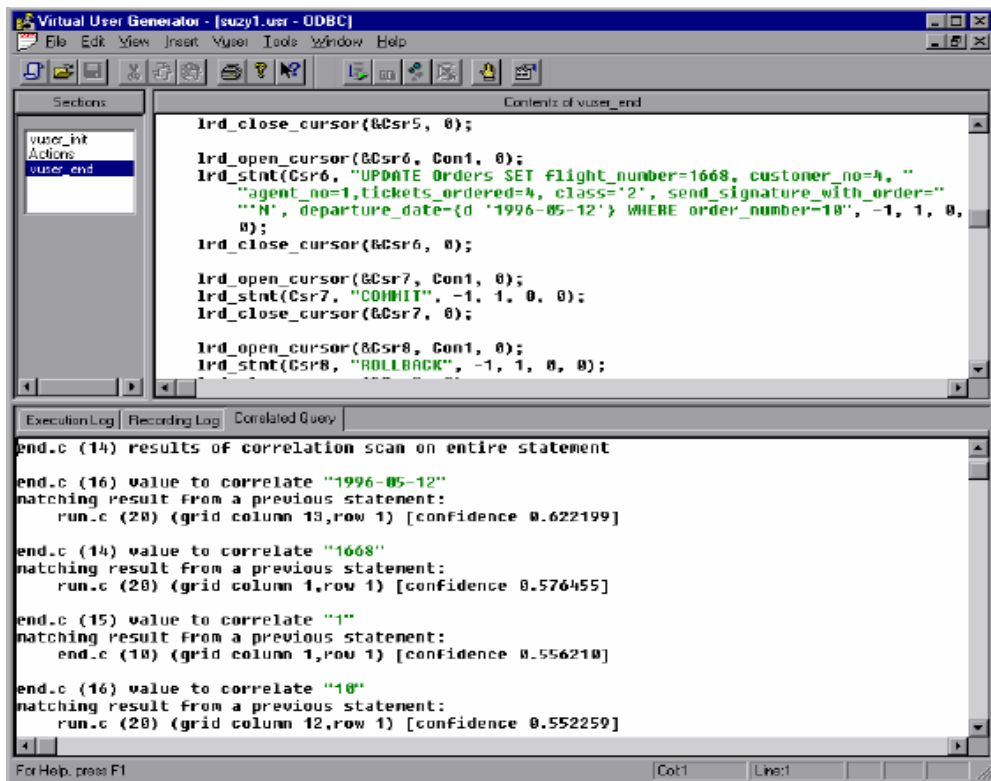 Virtual User Generator - [suzy1.usr - ODBC]
File Edit View Insert Vuser Tools Window Help
Sections
Contents of vuser_end
vuser_init
Actions
vuser_end
lrd_close_cursor(&Csr5, 0);
lrd_open_cursor(&Csr6, Con1, 0);
lrd_stmt(Csr6, "UPDATE Orders SET flight_number=1668, customer_no=4, "
"agent_no=1,tickets_ordered=4, class='2', send_signature_with_order="
"'N', departure_date={d '1996-05-12'} WHERE order_number=10", -1, 1, 0,
0);
lrd_close_cursor(&Csr6, 0);
lrd_open_cursor(&Csr7, Con1, 0);
lrd_stmt(Csr7, "COMMIT", -1, 1, 0, 0);
lrd_close_cursor(&Csr7, 0);
lrd_open_cursor(&Csr8, Con1, 0);
lrd_stmt(Csr8, "ROLLBACK", -1, 1, 0, 0);
Execution Log Recording Log Correlated Query
end.c (14) results of correlation scan on entire statement
end.c (16) value to correlate "1996-05-12"
matching result from a previous statement:
run.c (20) (grid column 13,row 1) [confidence 0.622199]
end.c (14) value to correlate "1668"
matching result from a previous statement:
run.c (20) (grid column 1,row 1) [confidence 0.576455]
end.c (15) value to correlate "1"
matching result from a previous statement:
end.c (10) (grid column 1,row 1) [confidence 0.556210]
end.c (16) value to correlate "10"
matching result from a previous statement:
run.c (20) (grid column 12,row 1) [confidence 0.552259]
For Help, press F1
Col:1
Line:1